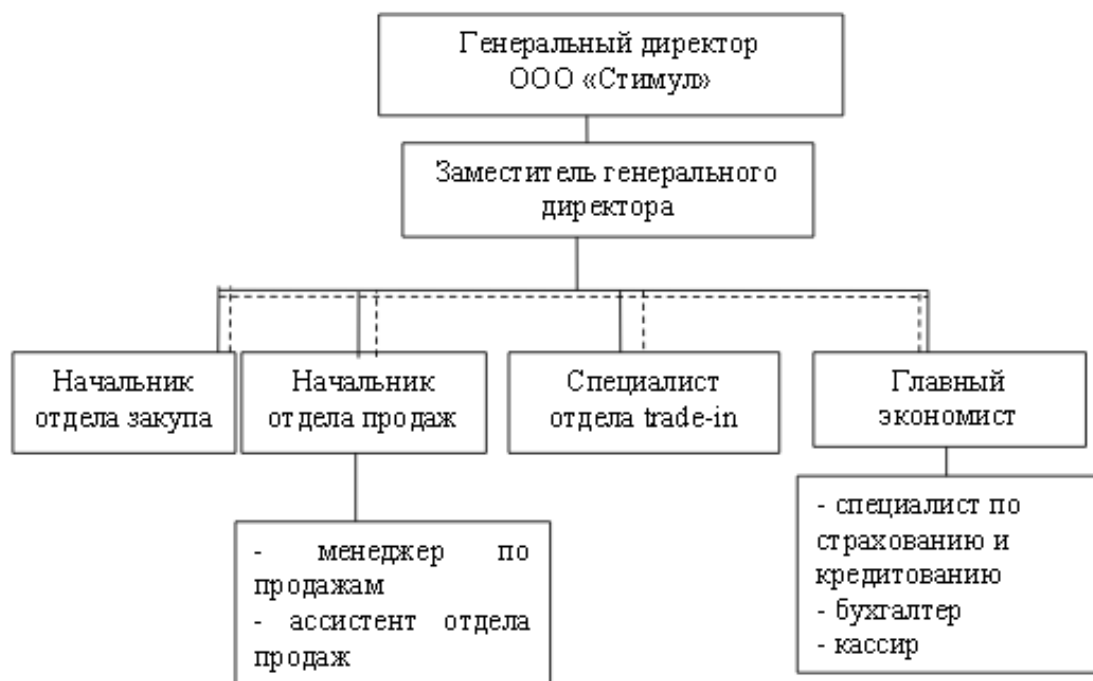 Генеральный директор
ООО «Стимул»
Заместитель генерального
директора
Начальник
отдела закупа
Начальник
отдела продаж
Специалист
отдела trade-in
Главный
экономист
- менеджер по
продажам
- ассистент отдела
продаж
- специалист по
страхованию и
кредитованию
- бухгалтер
- кассир